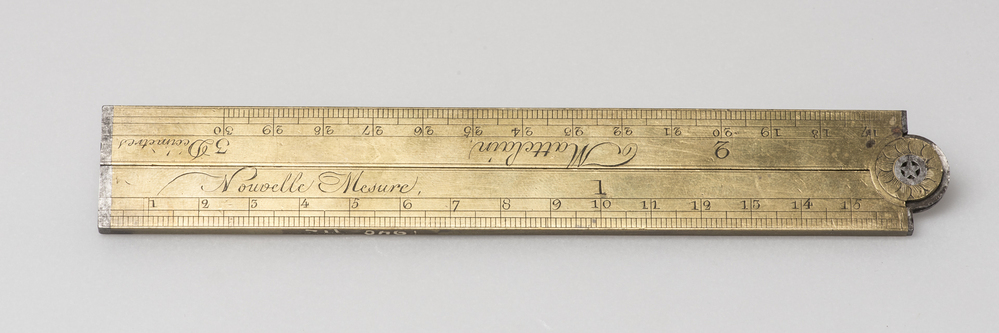 30 29 28 27 26 25 24 23 22 21 20 19 18 17
3 Decimètres Mattelain 2
Nouvelle Mesure, 1
1 2 3 4 5 6 7 8 9 10 11 12 13 14 15